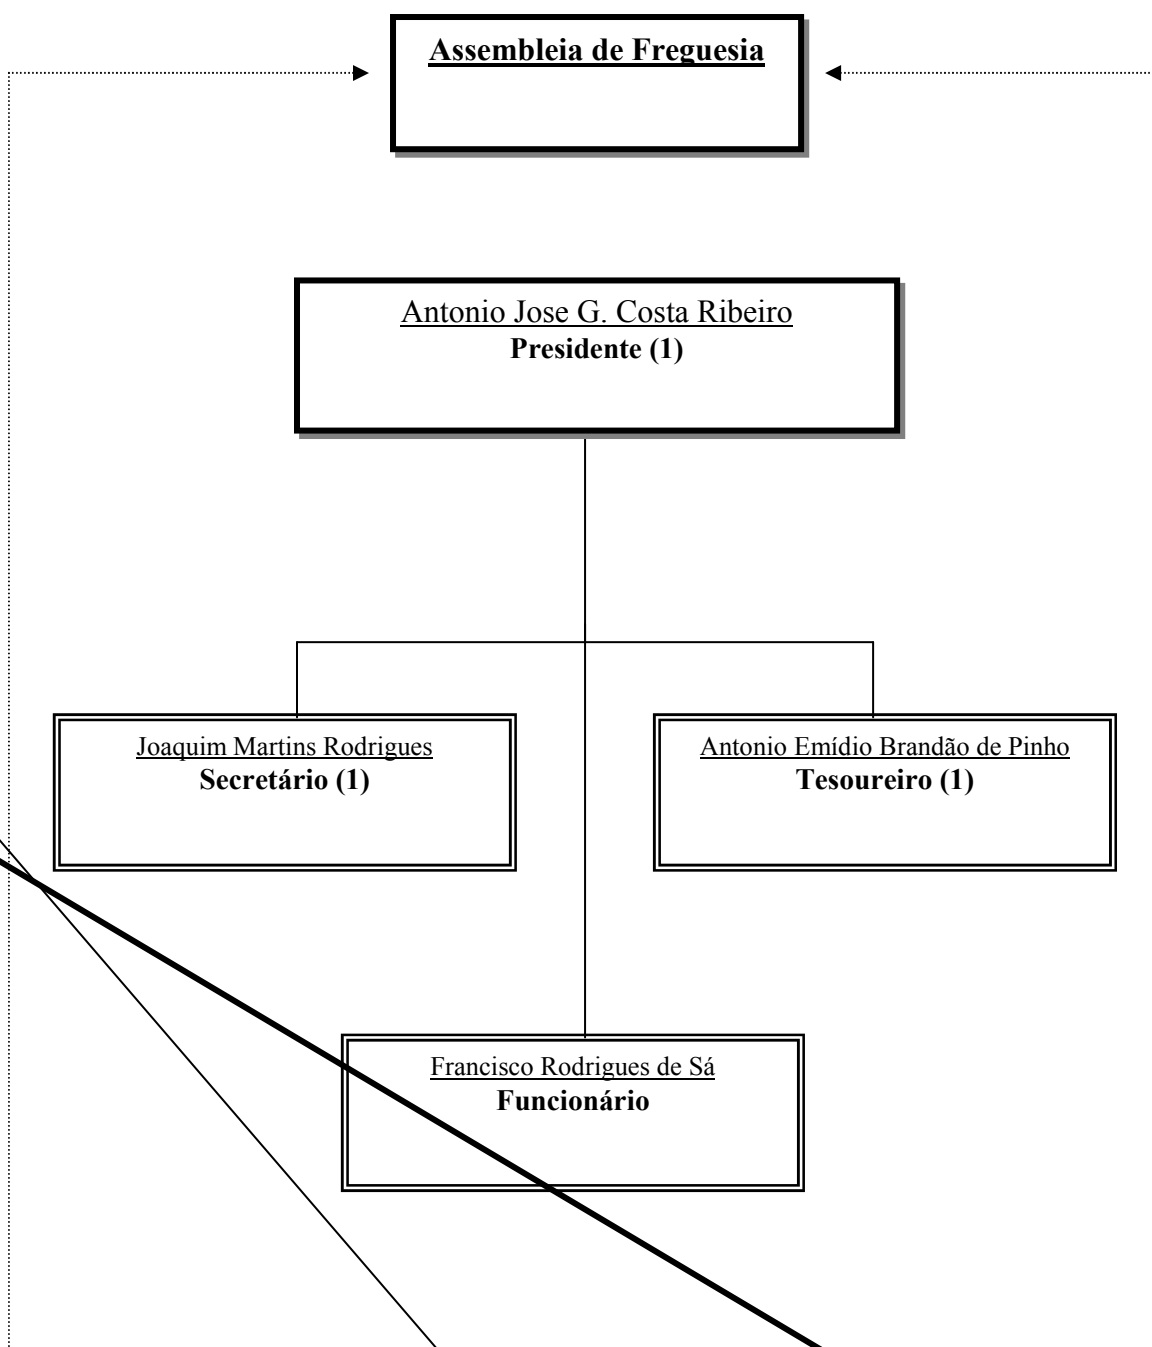 Assembleia de Freguesia
Antonio Jose G. Costa Ribeiro
Presidente (1)
Joaquim Martins Rodrigues
Secretário (1)
Antonio Emídio Brandão de Pinho
Tesoureiro (1)
Francisco Rodrigues de Sá
Funcionário